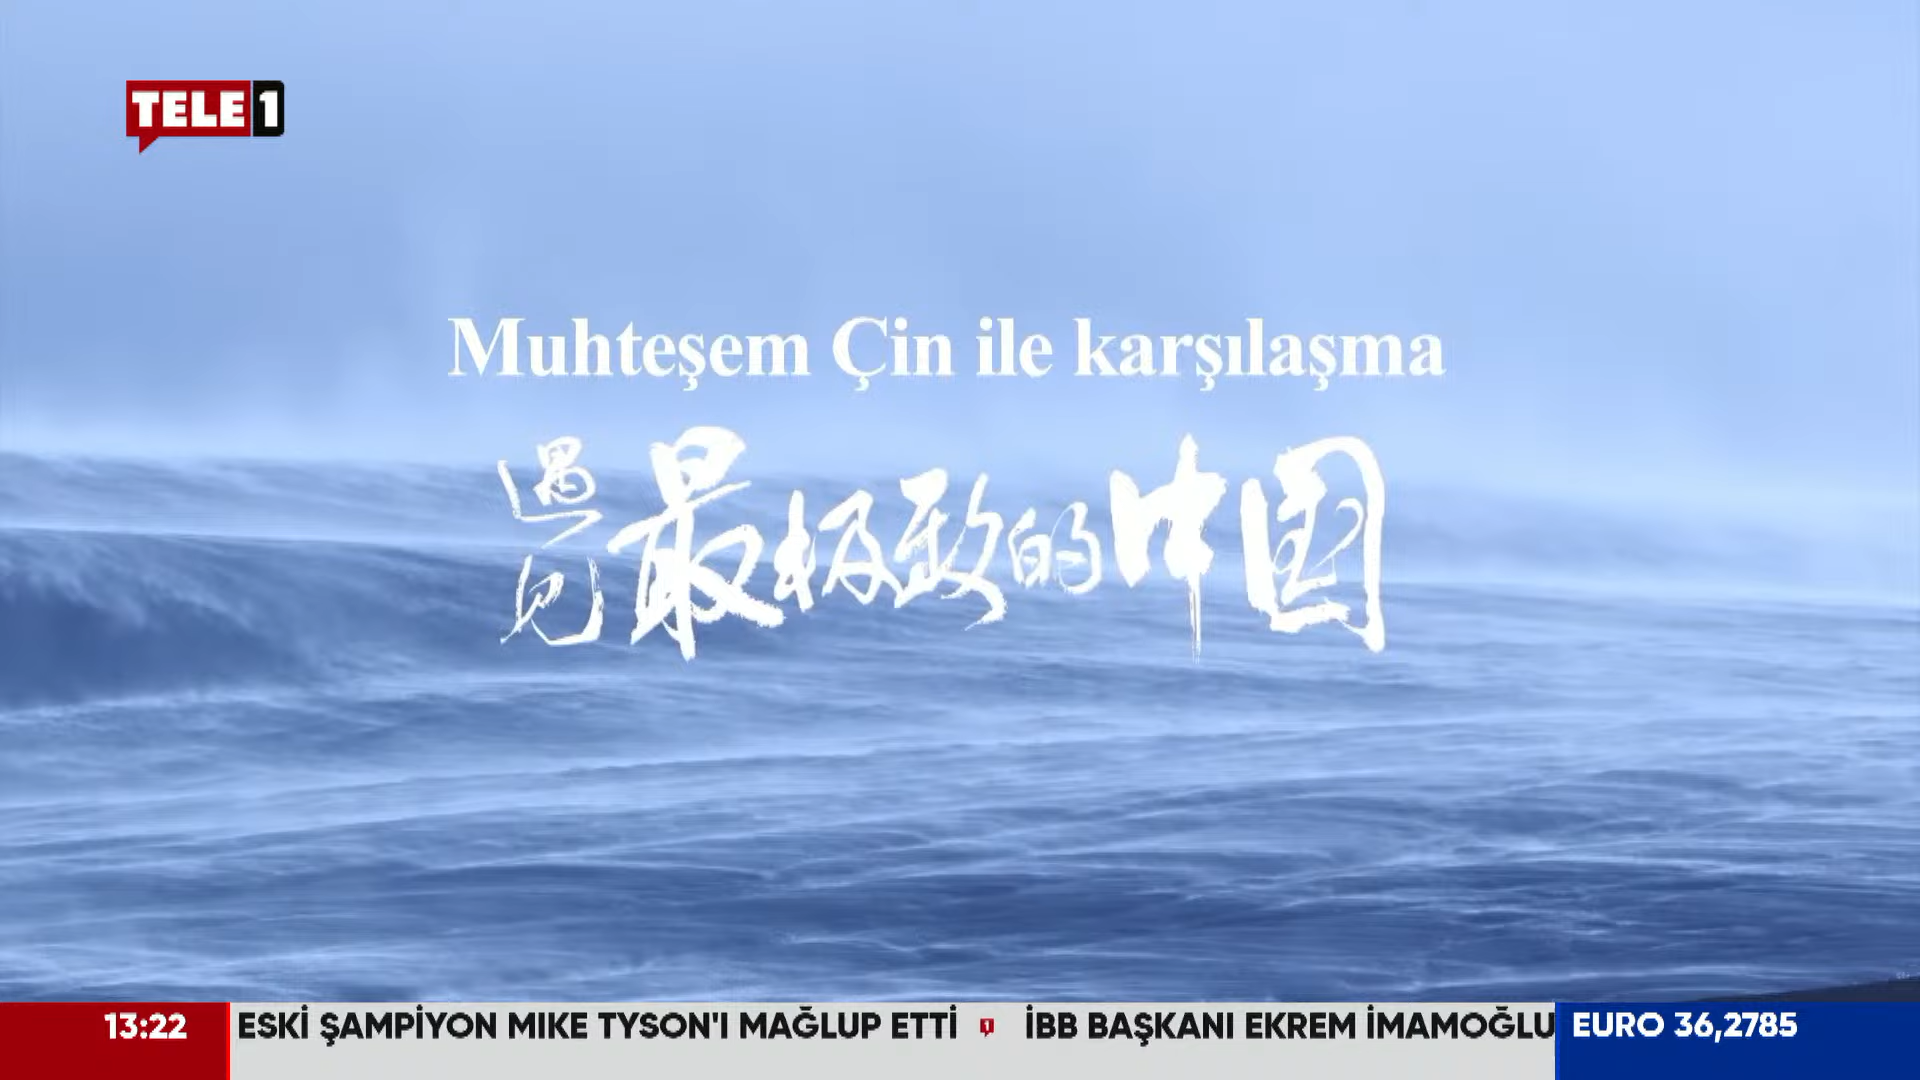 TELE1
Muhteşem Çin ile karşılaşma
遇见最极致的中国
13:22 ESKİ ŞAMPİYON MIKE TYSON'I MAĞLUP ETTİ İBB BAŞKANI EKREM İMAMOĞLU EURO 36,2785